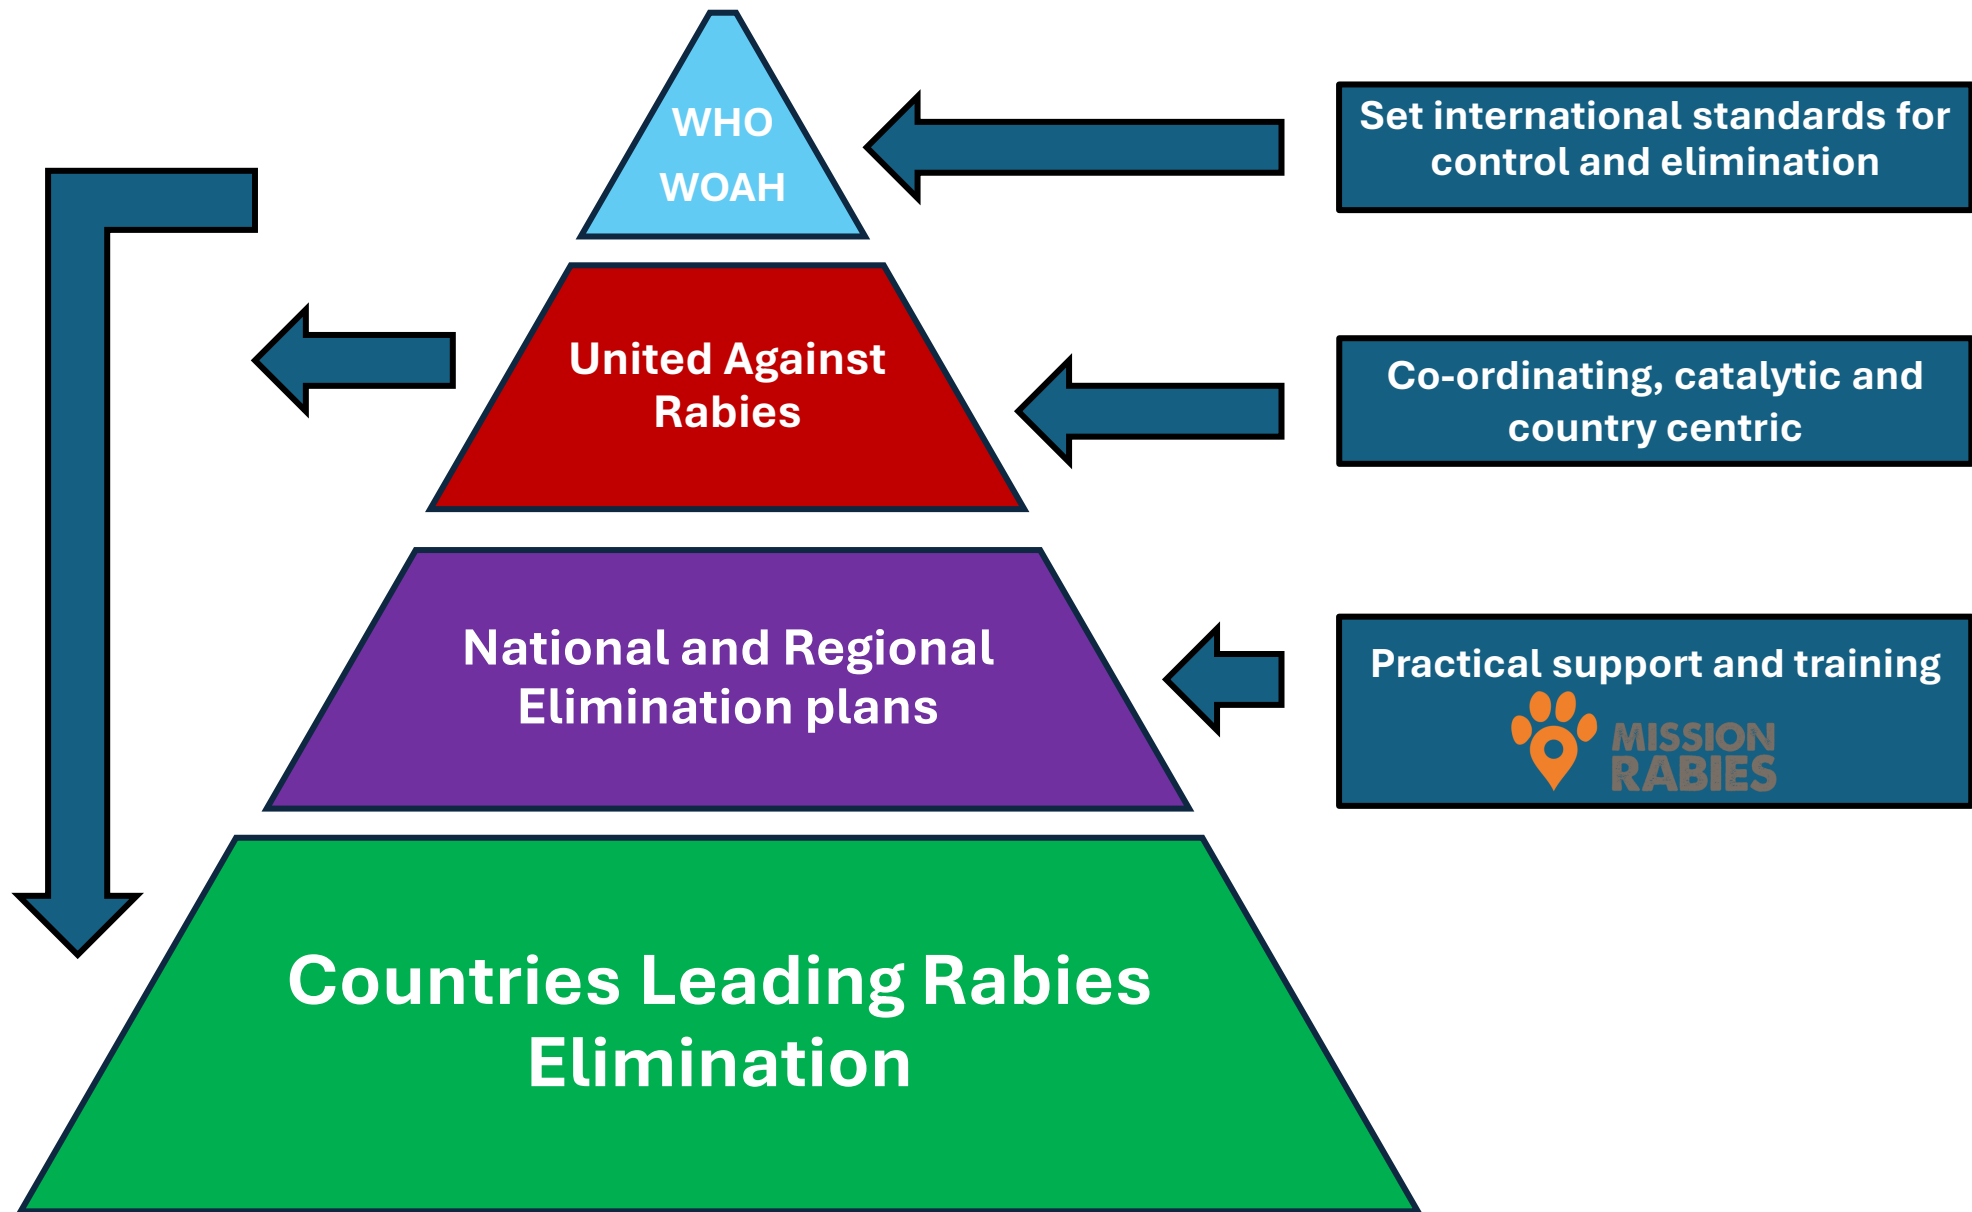 WHO
WOAH
Set international standards for
control and elimination
United Against
Rabies
Co-ordinating, catalytic and
country centric
National and Regional
Elimination plans
Practical support and training
MISSION
RABIES
Countries Leading Rabies
Elimination